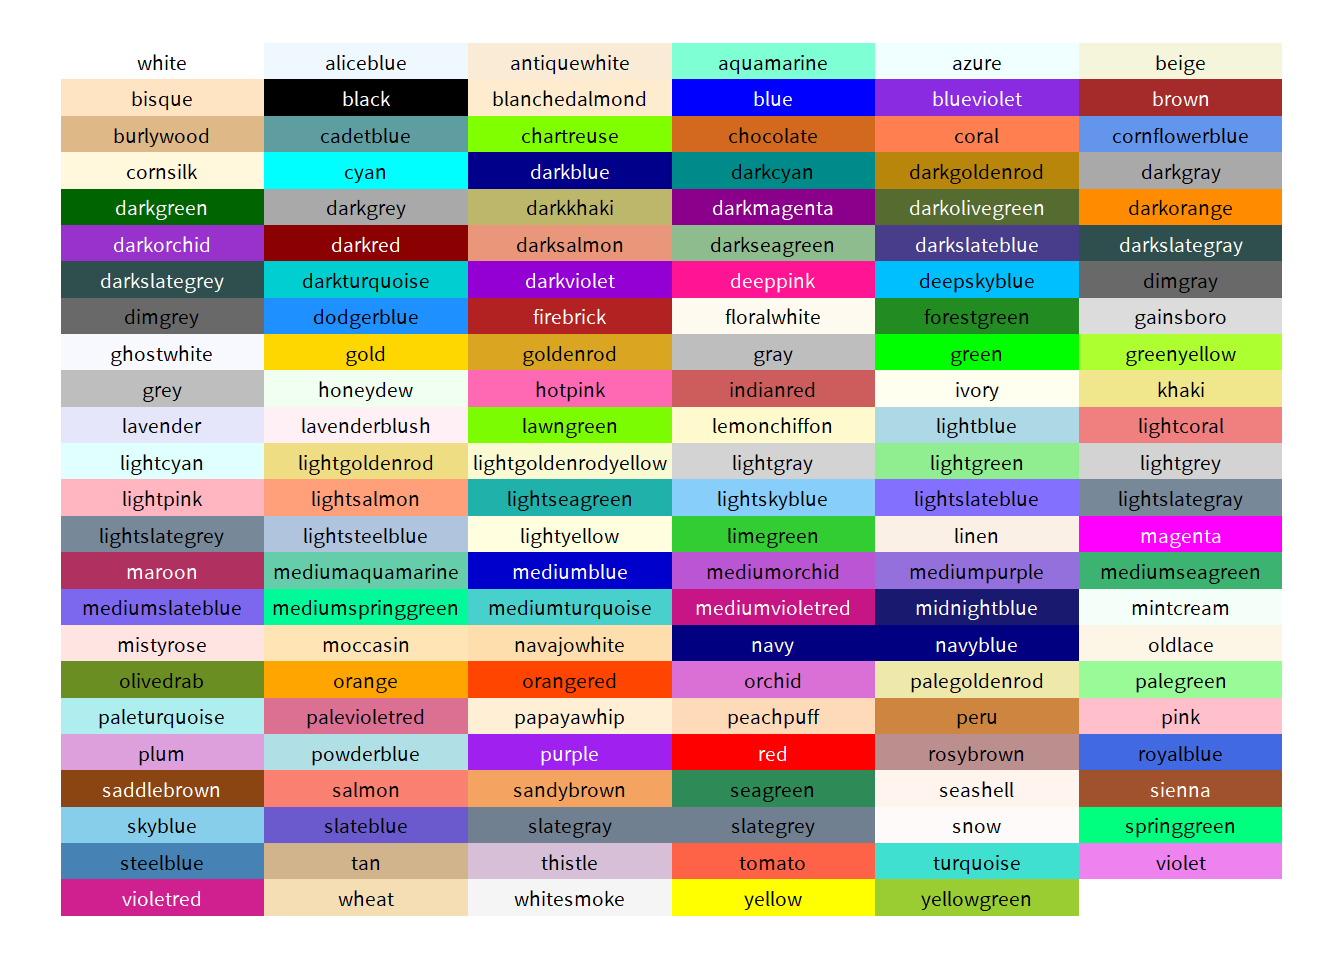 white aliceblue antiquewhite aquamarine azure beige
bisque black blanchedalmond blue blueviolet brown
burlywood cadetblue chartreuse chocolate coral cornflowerblue
cornsilk cyan darkblue darkcyan darkgoldenrod darkgray
darkgreen darkgrey darkkhaki darkmagenta darkolivegreen darkorange
darkorchid darkred darksalmon darkseagreen darkslateblue darkslategray
darkslategrey darkturquoise darkviolet deeppink deepskyblue dimgray
dimgrey dodgerblue firebrick floralwhite forestgreen gainsboro
ghostwhite gold goldenrod gray green greenyellow
grey honeydew hotpink indianred ivory khaki
lavender lavenderblush lawngreen lemonchiffon lightblue lightcoral
lightcyan lightgoldenrod lightgoldenrodyellow lightgray lightgreen lightgrey
lightpink lightsalmon lightseagreen lightskyblue lightslateblue lightslategray
lightslategrey lightsteelblue lightyellow limegreen linen magenta
maroon mediumaquamarine mediumblue mediumorchid mediumpurple mediumseagreen
mediumslateblue mediumspringgreen mediumturquoise mediumvioletred midnightblue mintcream
mistyrose moccasin navajowhite navy navyblue oldlace
olivedrab orange orangered orchid palegoldenrod palegreen
paleturquoise palevioletred papayawhip peachpuff peru pink
plum powderblue purple red rosybrown royalblue
saddlebrown salmon sandybrown seagreen seashell sienna
skyblue slateblue slategray slategrey snow springgreen
steelblue tan thistle tomato turquoise violet
violetred wheat whitesmoke yellow yellowgreen